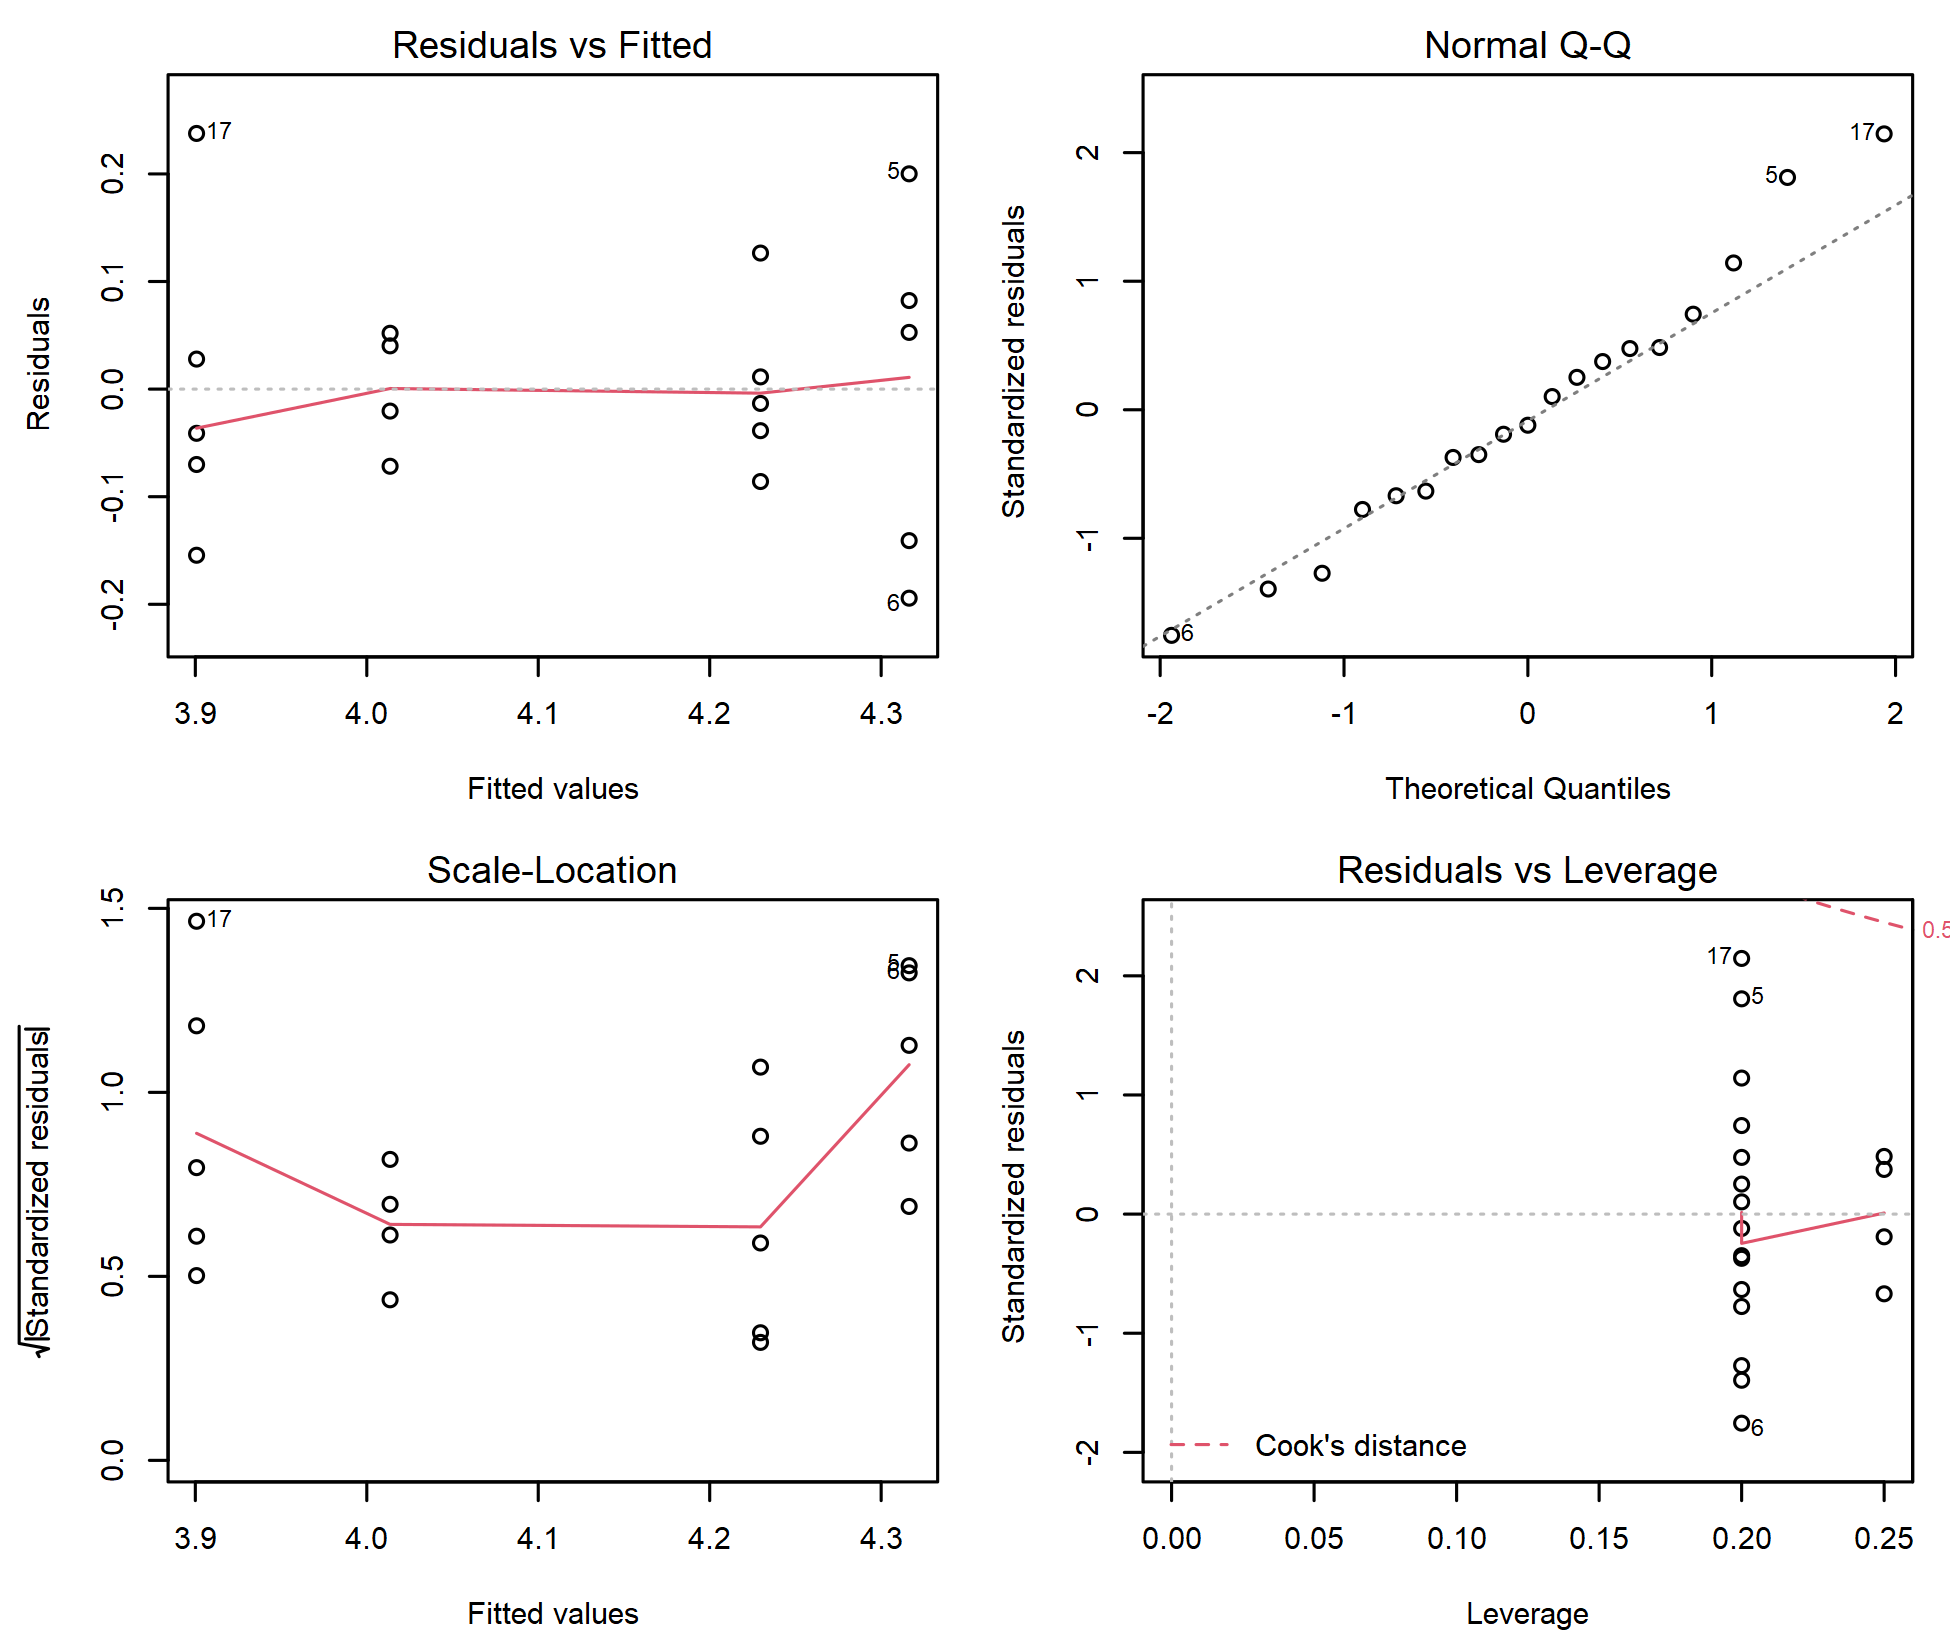 Residuals vs Fitted
Residuals
-0.2 -0.1 0.0 0.1 0.2
17
5
6
3.9 4.0 4.1 4.2 4.3
Fitted values
Normal Q-Q
Standardized residuals
-1 0 1 2
17
5
6
-2 -1 0 1 2
Theoretical Quantiles
Scale-Location
√|Standardized residuals|
0.0 0.5 1.0 1.5
17
5
6
3.9 4.0 4.1 4.2 4.3
Fitted values
Residuals vs Leverage
Standardized residuals
-2 -1 0 1 2
0.5
17
5
6
Cook's distance
0.00 0.05 0.10 0.15 0.20 0.25
Leverage